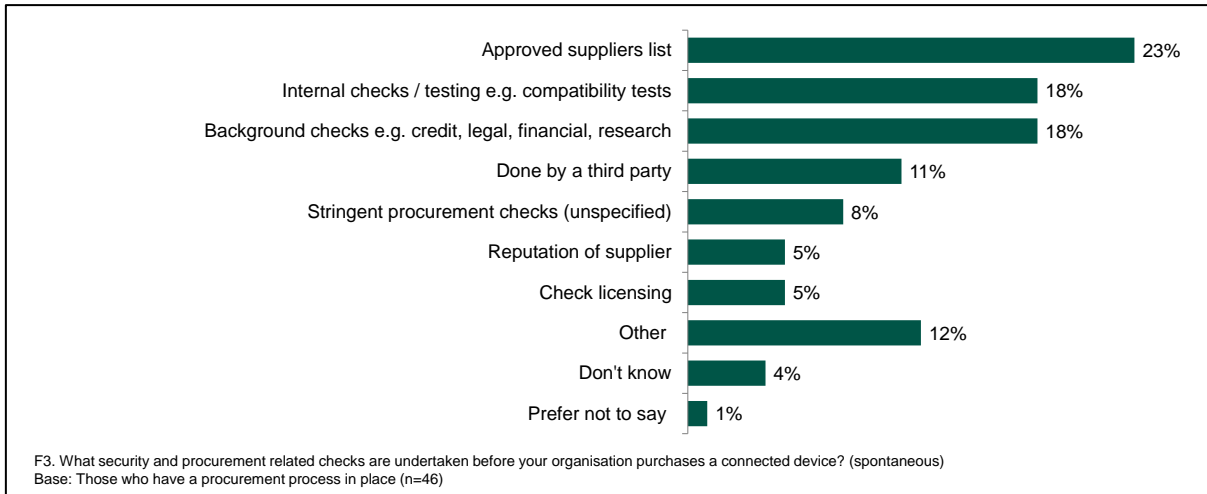 Approved suppliers list 23%
Internal checks / testing e.g. compatibility tests 18%
Background checks e.g. credit, legal, financial, research 18%
Done by a third party 11%
Stringent procurement checks (unspecified) 8%
Reputation of supplier 5%
Check licensing 5%
Other 12%
Don't know 4%
Prefer not to say 1%
F3. What security and procurement related checks are undertaken before your organisation purchases a connected device? (spontaneous)
Base: Those who have a procurement process in place (n=46)